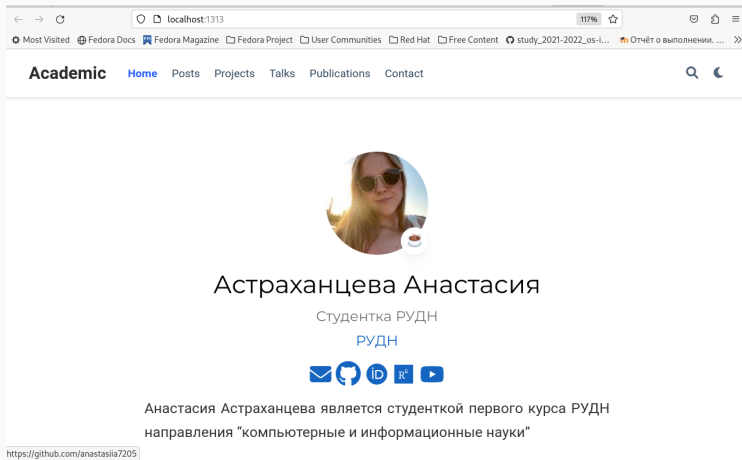 localhost:1313
117%
Most Visited Fedora Docs Fedora Magazine Fedora Project User Communities Red Hat Free Content study_2021-2022_os-i... Отчёт о выполнении. ...
Academic Home Posts Projects Talks Publications Contact
Астраханцева Анастасия
Студентка РУДН
РУДН
iD R^G
Анастасия Астраханцева является студенткой первого курса РУДН
направления “компьютерные и информационные науки”
https://github.com/anastasiia7205